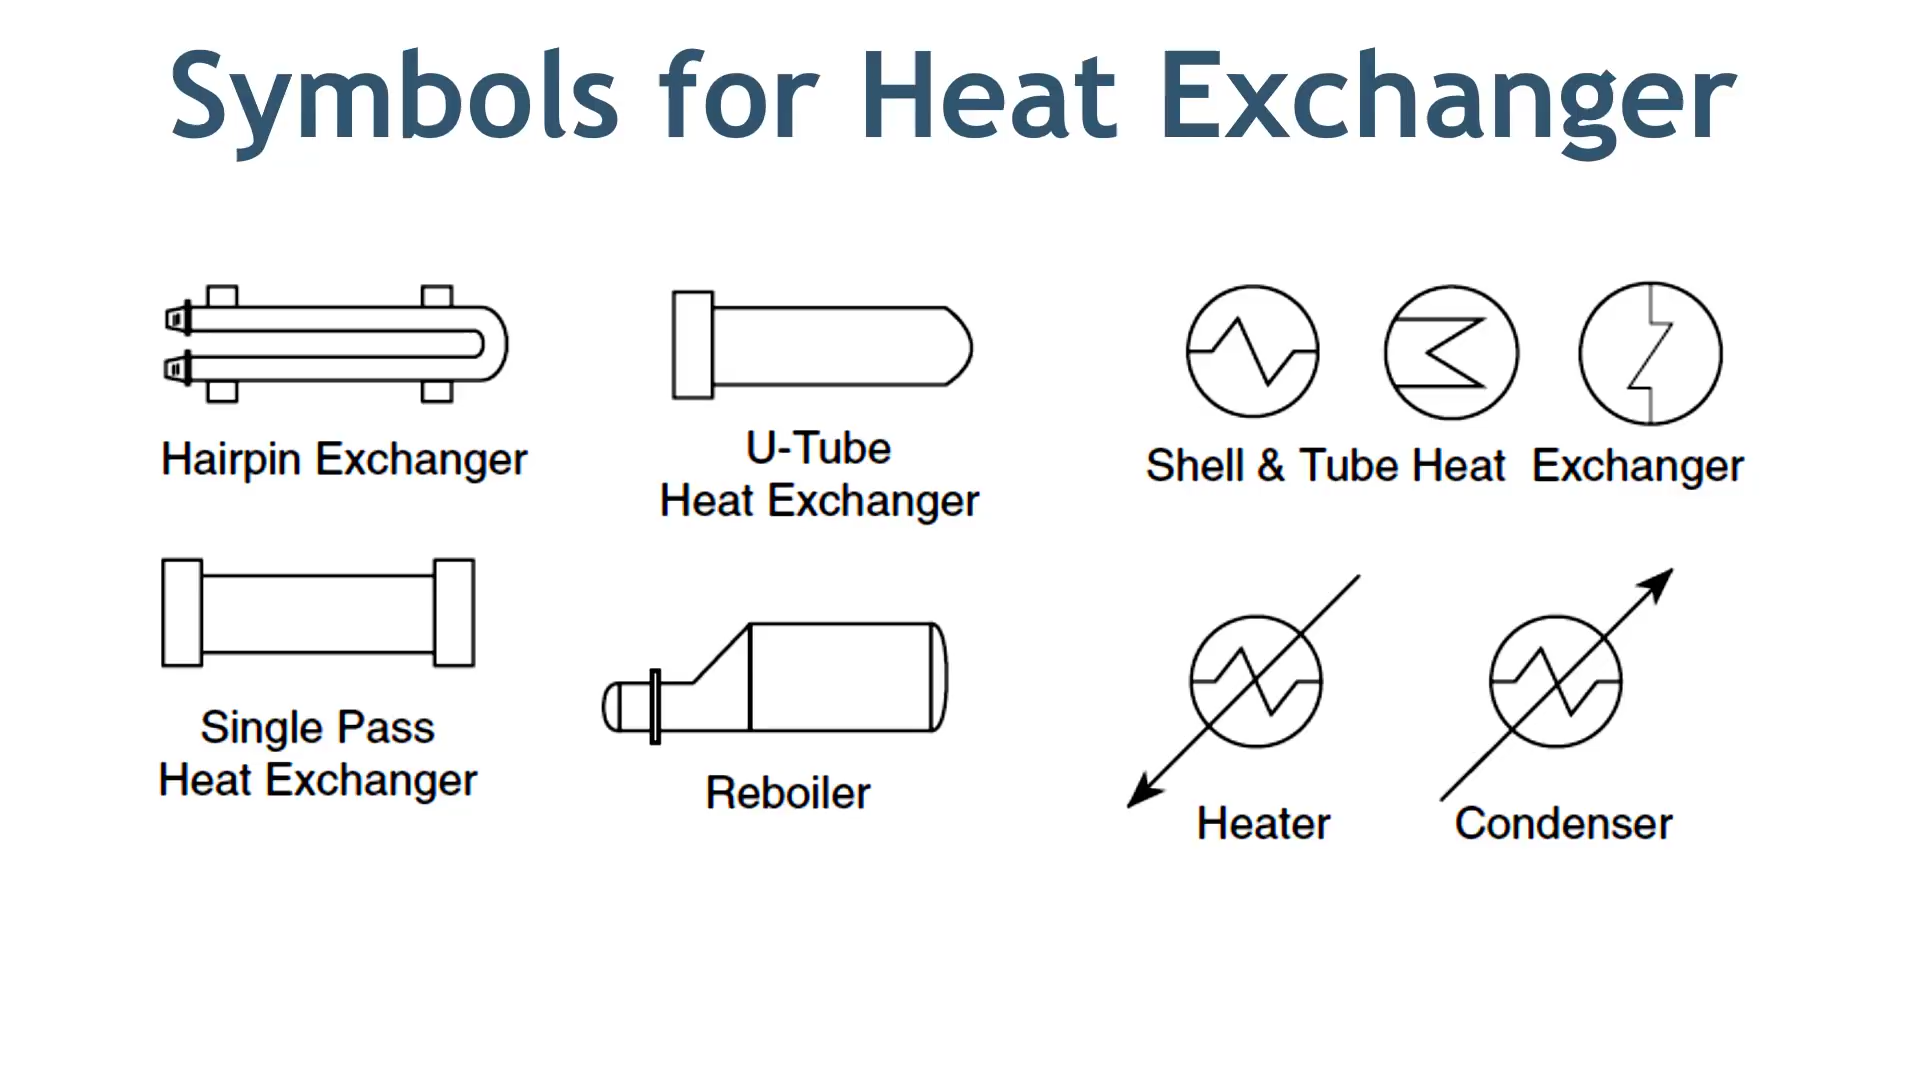 Symbols for Heat Exchanger
Hairpin Exchanger
U-Tube
Heat Exchanger
Shell & Tube Heat Exchanger
Single Pass
Heat Exchanger
Reboiler
Heater
Condenser